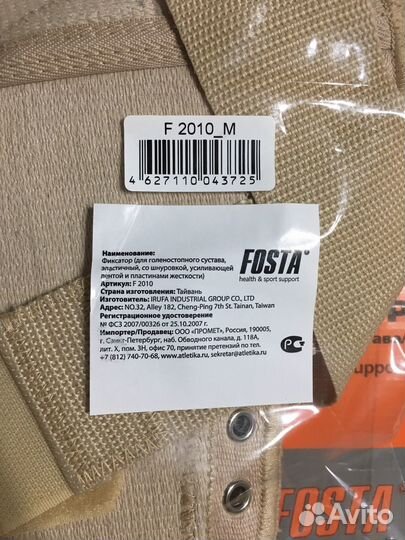 F 2010_M
4 627110 043725
Наименование:
Фиксатор (для голеностопного сустава,
эластичный, со шнуровкой, усиливающей
лентой и пластинами жесткости)
Артикул: F 2010
Страна изготовления: Тайвань
Изготовитель: IRUFA INDUSTRIAL GROUP CO., LTD
Адрес: NO.32, Alley 182, Cheng-Ping 7th St. Tainan, Taiwan
Регистрационное удостоверение
№ ФСЗ 2007/00326 от 25.10.2007 г.
Импортер/Продавец: ООО «ПРОМЕТ», Россия, 190005,
г. Санкт-Петербург, наб. Обводного канала, д. 118А,
лит. Х, пом. 3Н, офис 70, принятие претензий по тел.
+7 (812) 740-70-68, www.atletika.ru, sekretar@atletika.ru
FOSTA®
health & sport support
РС
FOSTA
Avito